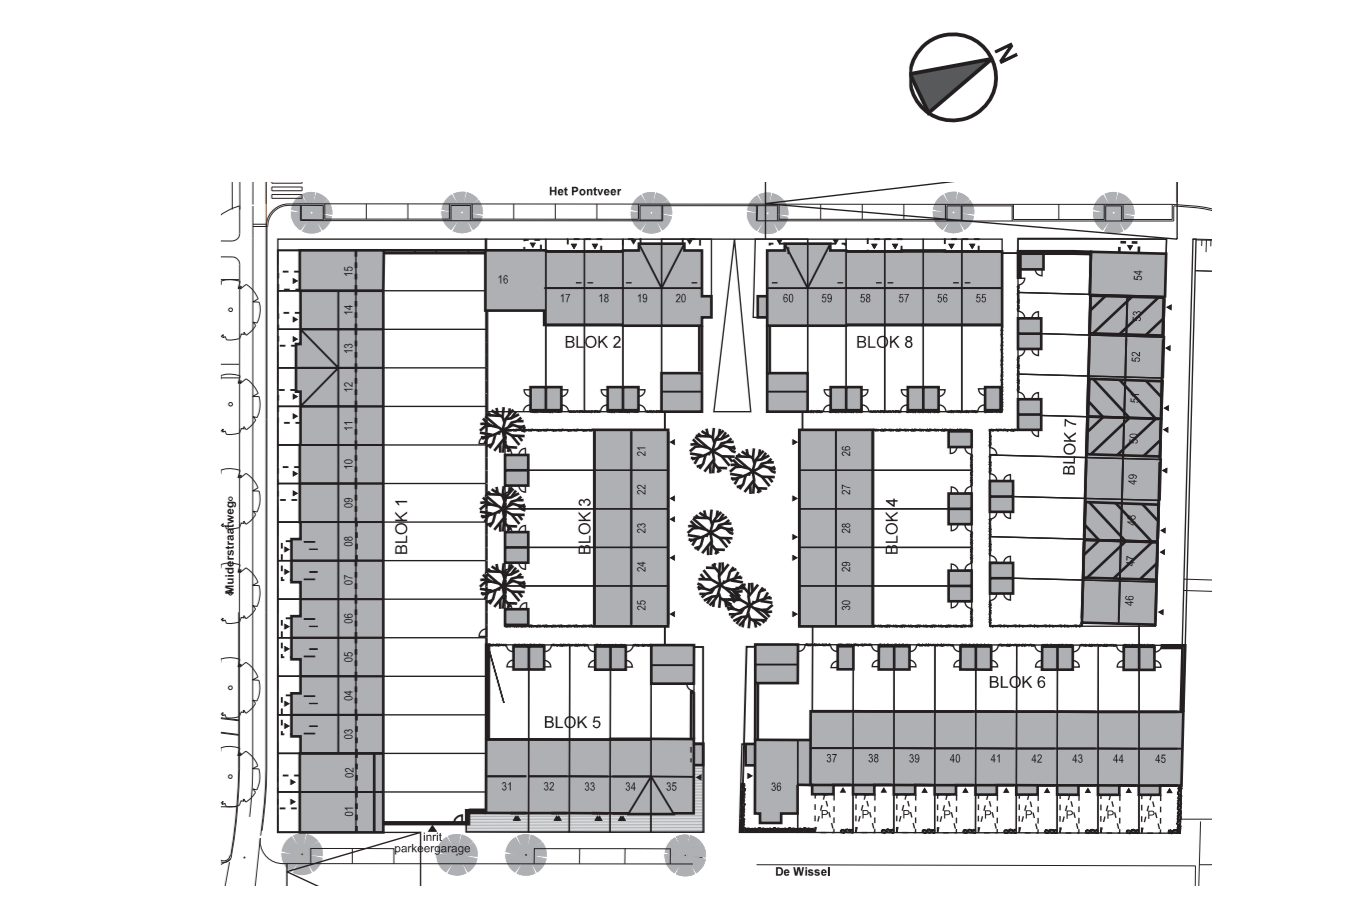 N
Het Pontveer
15
14
13
12
11
10
09
08
07
06
05
04
03
02
01
BLOK 1
Muiderstraatweg
16
17
18
19
20
BLOK 2
60
59
58
57
56
55
BLOK 8
54
53
52
51
50
49
48
47
46
BLOK 7
21
22
23
24
25
BLOK 3
26
27
28
29
30
BLOK 4
BLOK 5
31
32
33
34
35
BLOK 6
36
37
38
39
40
41
42
43
44
45
P
P
P
P
P
P
P
P
P
inrit
parkeergarage
De Wissel